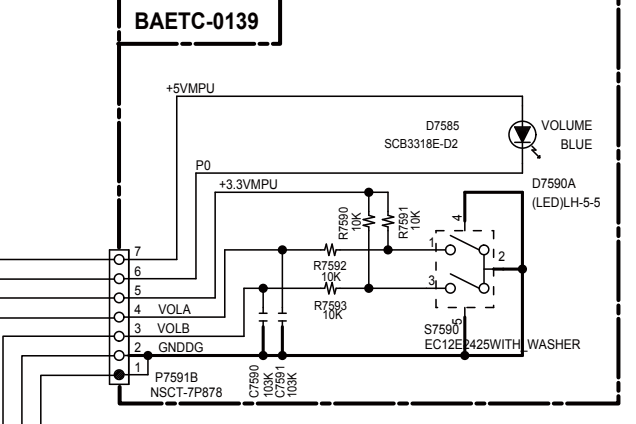 BAETC-0139
+5VMPU
D7585
SCB3318E-D2
VOLUME
BLUE
P0
+3.3VMPU
D7590A
(LED)LH-5-5
R7590
10K
R7591
10K
4
1
2
3
5
R7592
10K
R7593
10K
7
6
5
4 VOLA
3 VOLB
2 GNDDG
1
S7590
EC12E2425WITH_WASHER
P7591B
NSCT-7P878
C7590
103K
C7591
103K